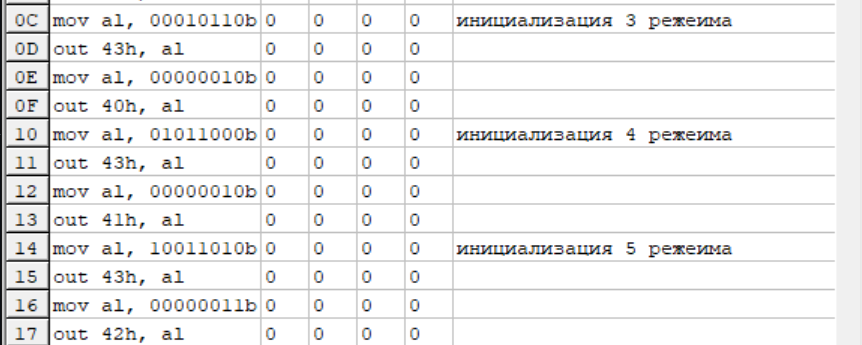 0C mov al, 00010110b 0 0 0 0 инициализация 3 режеима
0D out 43h, al 0 0 0 0
0E mov al, 00000010b 0 0 0 0
0F out 40h, al 0 0 0 0
10 mov al, 01011000b 0 0 0 0 инициализация 4 режеима
11 out 43h, al 0 0 0 0
12 mov al, 00000010b 0 0 0 0
13 out 41h, al 0 0 0 0
14 mov al, 10011010b 0 0 0 0 инициализация 5 режеима
15 out 43h, al 0 0 0 0
16 mov al, 00000011b 0 0 0 0
17 out 42h, al 0 0 0 0